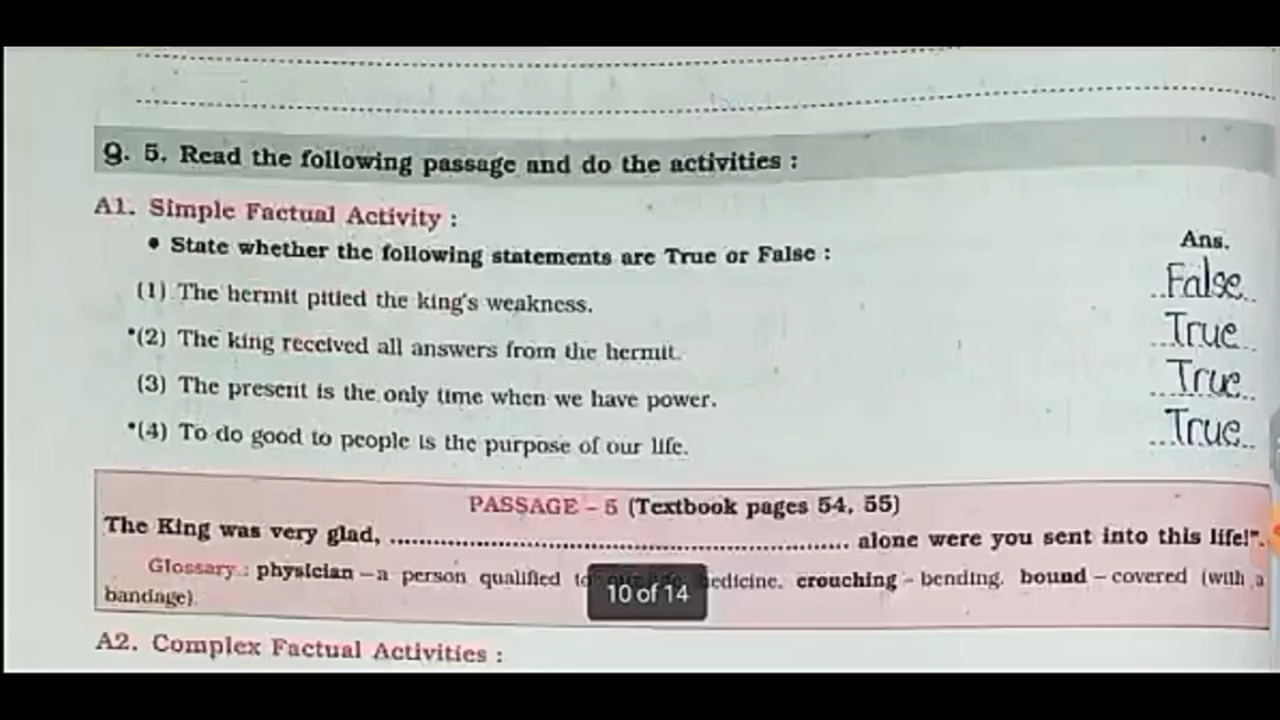 Q. 5. Read the following passage and do the activities :
A1. Simple Factual Activity :
• State whether the following statements are True or False :
Ans.
(1) The hermit pitied the king's weakness.
False
*(2) The king received all answers from the hermit.
True
(3) The present is the only time when we have power.
True
*(4) To do good to people is the purpose of our life.
True
PASSAGE – 5 (Textbook pages 54, 55)
The King was very glad, ........................................ alone were you sent into this life!".
Glossary : physician – a person qualified to medicine. crouching – bending. bound – covered (with a
bandage).
10 of 14
A2. Complex Factual Activities :